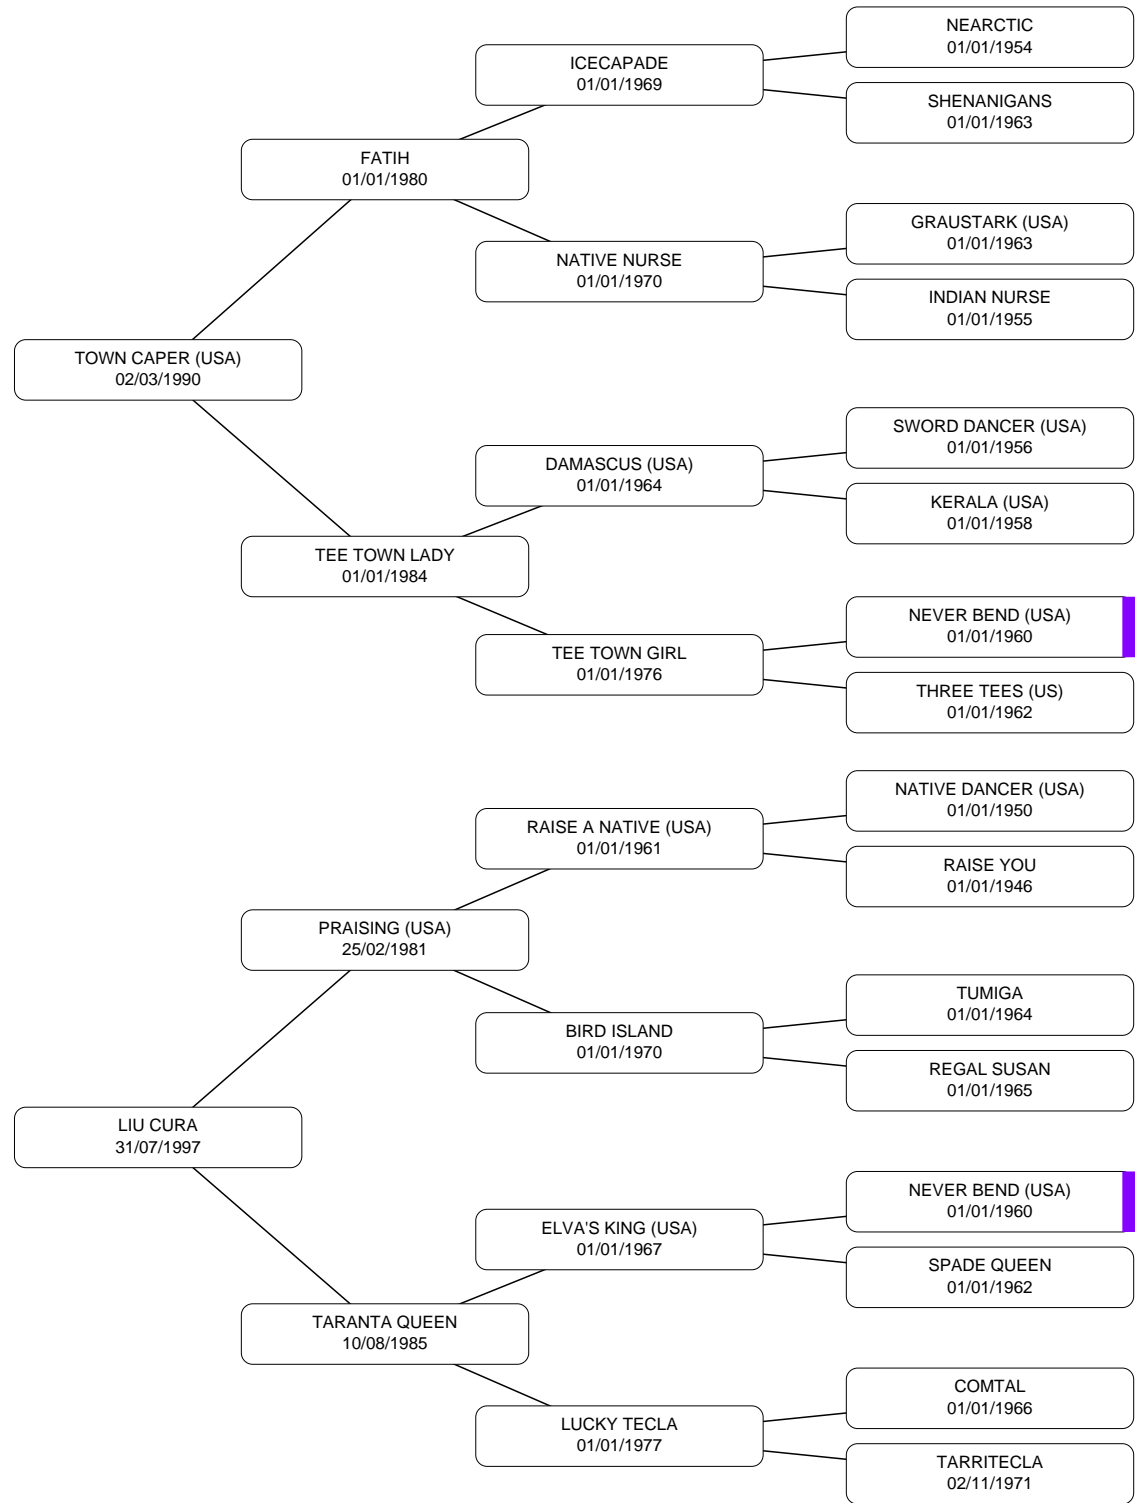 NEARCTIC
01/01/1954
ICECAPADE
01/01/1969
SHENANIGANS
01/01/1963
FATIH
01/01/1980
GRAUSTARK (USA)
01/01/1963
NATIVE NURSE
01/01/1970
INDIAN NURSE
01/01/1955
TOWN CAPER (USA)
02/03/1990
SWORD DANCER (USA)
01/01/1956
DAMASCUS (USA)
01/01/1964
KERALA (USA)
01/01/1958
TEE TOWN LADY
01/01/1984
NEVER BEND (USA)
01/01/1960
TEE TOWN GIRL
01/01/1976
THREE TEES (US)
01/01/1962
NATIVE DANCER (USA)
01/01/1950
RAISE A NATIVE (USA)
01/01/1961
RAISE YOU
01/01/1946
PRAISING (USA)
25/02/1981
TUMIGA
01/01/1964
BIRD ISLAND
01/01/1970
REGAL SUSAN
01/01/1965
LIU CURA
31/07/1997
NEVER BEND (USA)
01/01/1960
ELVA'S KING (USA)
01/01/1967
SPADE QUEEN
01/01/1962
TARANTA QUEEN
10/08/1985
COMTAL
01/01/1966
LUCKY TECLA
01/01/1977
TARRITECLA
02/11/1971